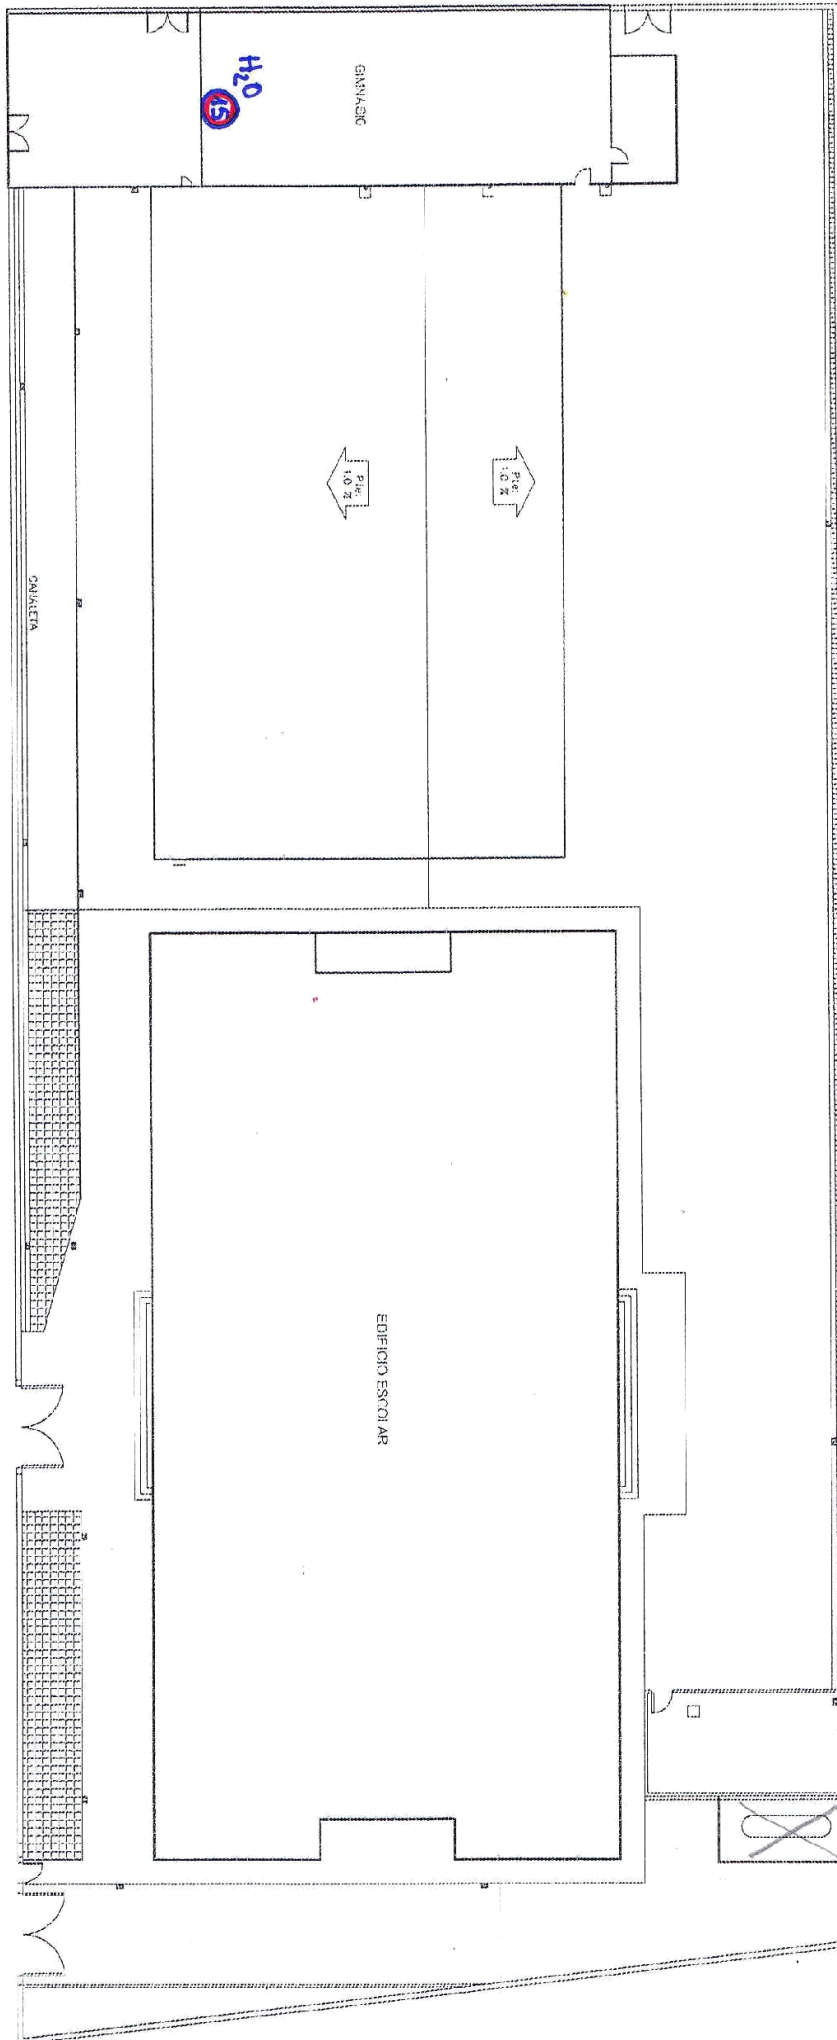 H₂O
15
GIMNASIO
Pte:
1.0 %
Pte:
1.0 %
CANALETA
EDIFICIO ESCOLAR